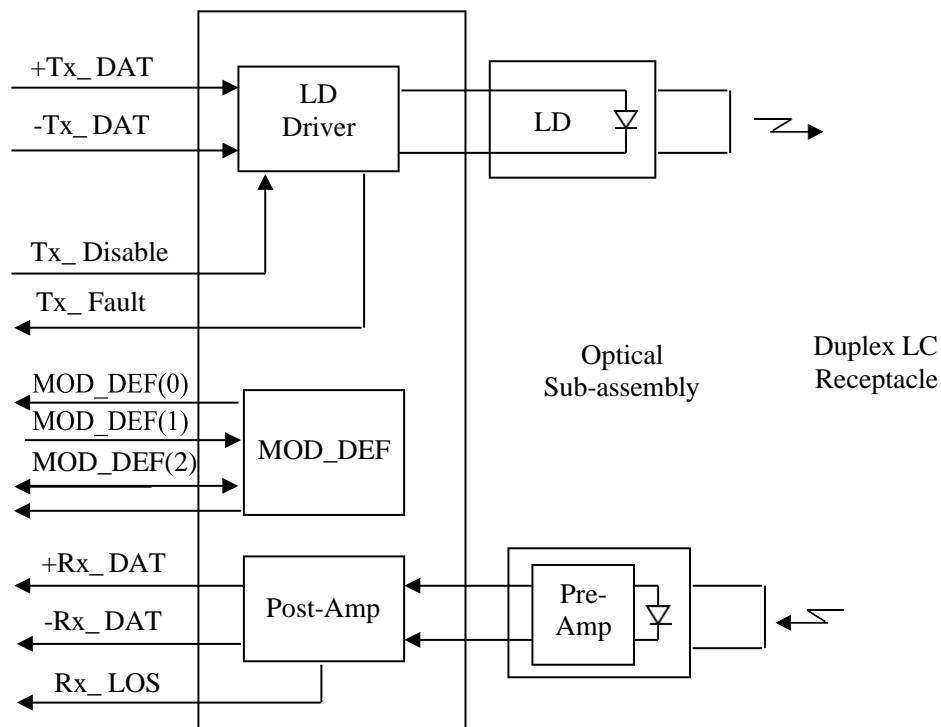 +Tx_ DAT
LD
Driver
LD
-Tx_ DAT
Tx_ Disable
Tx_ Fault
Optical
Sub-assembly
Duplex LC
Receptacle
MOD_DEF(0)
MOD_DEF(1)
MOD_DEF
MOD_DEF(2)
+Rx_ DAT
Post-Amp
Pre-
Amp
-Rx_ DAT
Rx_ LOS